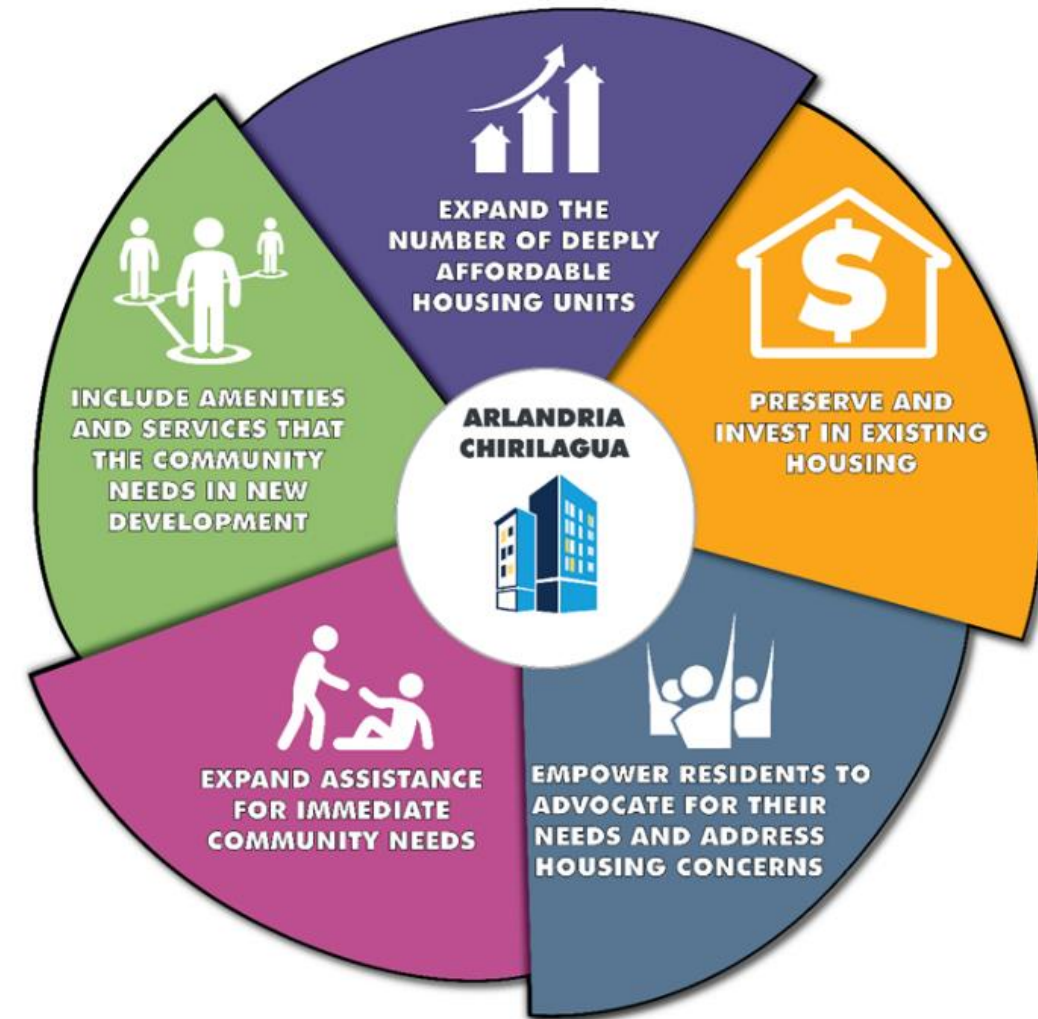 EXPAND THE
NUMBER OF DEEPLY
AFFORDABLE
HOUSING UNITS
PRESERVE AND
INVEST IN EXISTING
HOUSING
EMPOWER RESIDENTS TO
ADVOCATE FOR THEIR
NEEDS AND ADDRESS
HOUSING CONCERNS
EXPAND ASSISTANCE
FOR IMMEDIATE
COMMUNITY NEEDS
INCLUDE AMENITIES
AND SERVICES THAT
THE COMMUNITY
NEEDS IN NEW
DEVELOPMENT
ARLANDRIA
CHIRILAGUA
$